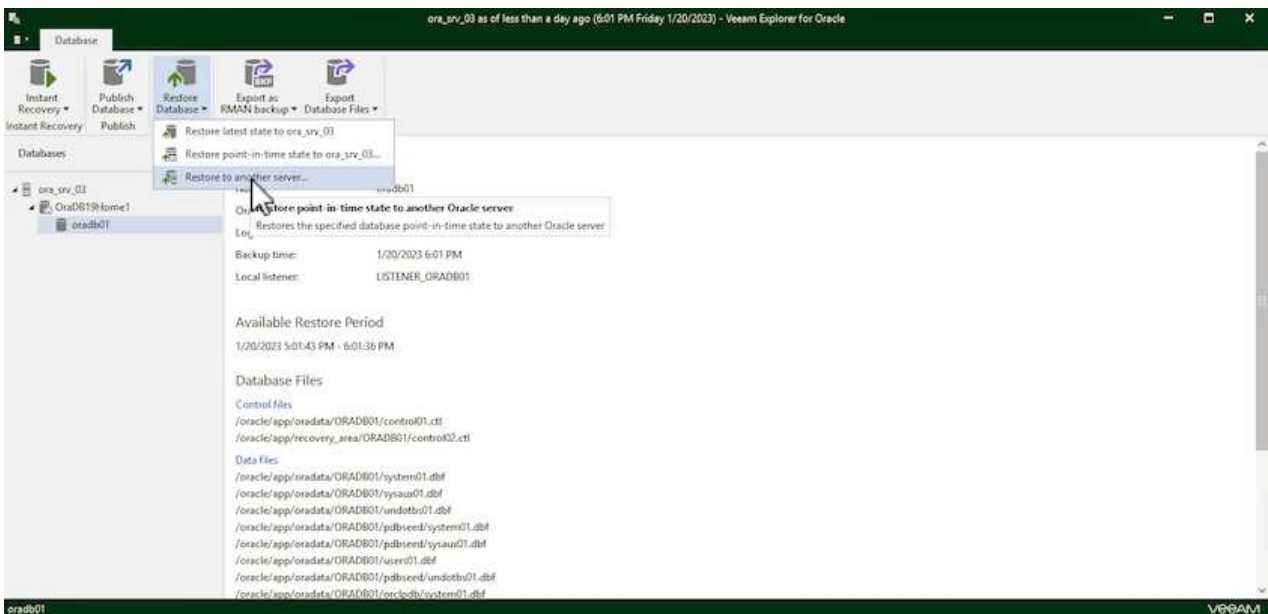 ora_srv_03 as of less than a day ago (6:01 PM Friday 1/20/2023) - Veeam Explorer for Oracle
Database
Instant Recovery
Publish Database
Restore Database
Export as RMAN backup
Export Database Files
Instant Recovery
Publish
Restore latest state to ora_srv_03
Restore point-in-time state to ora_srv_03...
Restore to another server...
Databases
ora_srv_03
OraDB19Home1
oradb01
oradb01
Restore point-in-time state to another Oracle server
Restores the specified database point-in-time state to another Oracle server
Backup time: 1/20/2023 6:01 PM
Local listener: LISTENER_ORADB01
Available Restore Period
1/20/2023 5:01:43 PM - 6:01:36 PM
Database Files
Control files
/oracle/app/oradata/ORADB01/control01.ctl
/oracle/app/recovery_area/ORADB01/control02.ctl
Data files
/oracle/app/oradata/ORADB01/system01.dbf
/oracle/app/oradata/ORADB01/sysaux01.dbf
/oracle/app/oradata/ORADB01/undotbs01.dbf
/oracle/app/oradata/ORADB01/pdbseed/system01.dbf
/oracle/app/oradata/ORADB01/pdbseed/sysaux01.dbf
/oracle/app/oradata/ORADB01/users01.dbf
/oracle/app/oradata/ORADB01/pdbseed/undotbs01.dbf
/oracle/app/oradata/ORADB01/orclpdb/system01.dbf
oradb01
VEEAM